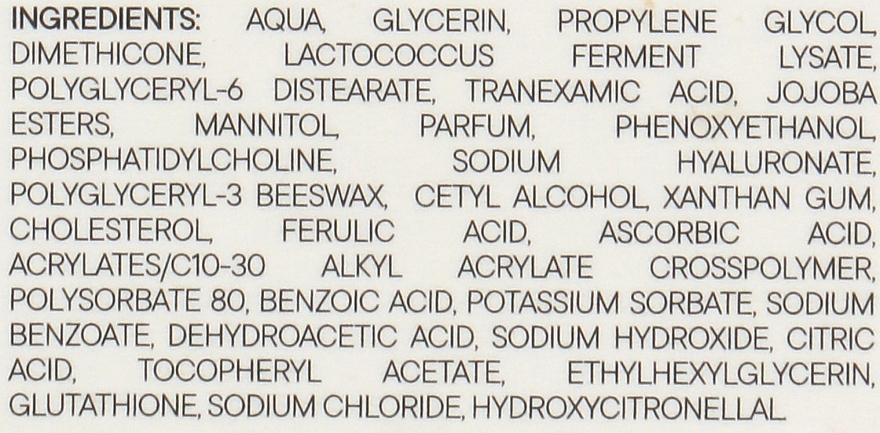 INGREDIENTS: AQUA, GLYCERIN, PROPYLENE GLYCOL,
DIMETHICONE, LACTOCOCCUS FERMENT LYSATE,
POLYGLYCERYL-6 DISTEARATE, TRANEXAMIC ACID, JOJOBA
ESTERS, MANNITOL, PARFUM, PHENOXYETHANOL,
PHOSPHATIDYLCHOLINE, SODIUM HYALURONATE,
POLYGLYCERYL-3 BEESWAX, CETYL ALCOHOL, XANTHAN GUM,
CHOLESTEROL, FERULIC ACID, ASCORBIC ACID,
ACRYLATES/C10-30 ALKYL ACRYLATE CROSSPOLYMER,
POLYSORBATE 80, BENZOIC ACID, POTASSIUM SORBATE, SODIUM
BENZOATE, DEHYDROACETIC ACID, SODIUM HYDROXIDE, CITRIC
ACID, TOCOPHERYL ACETATE, ETHYLHEXYLGLYCERIN,
GLUTATHIONE, SODIUM CHLORIDE, HYDROXYCITRONELLAL.